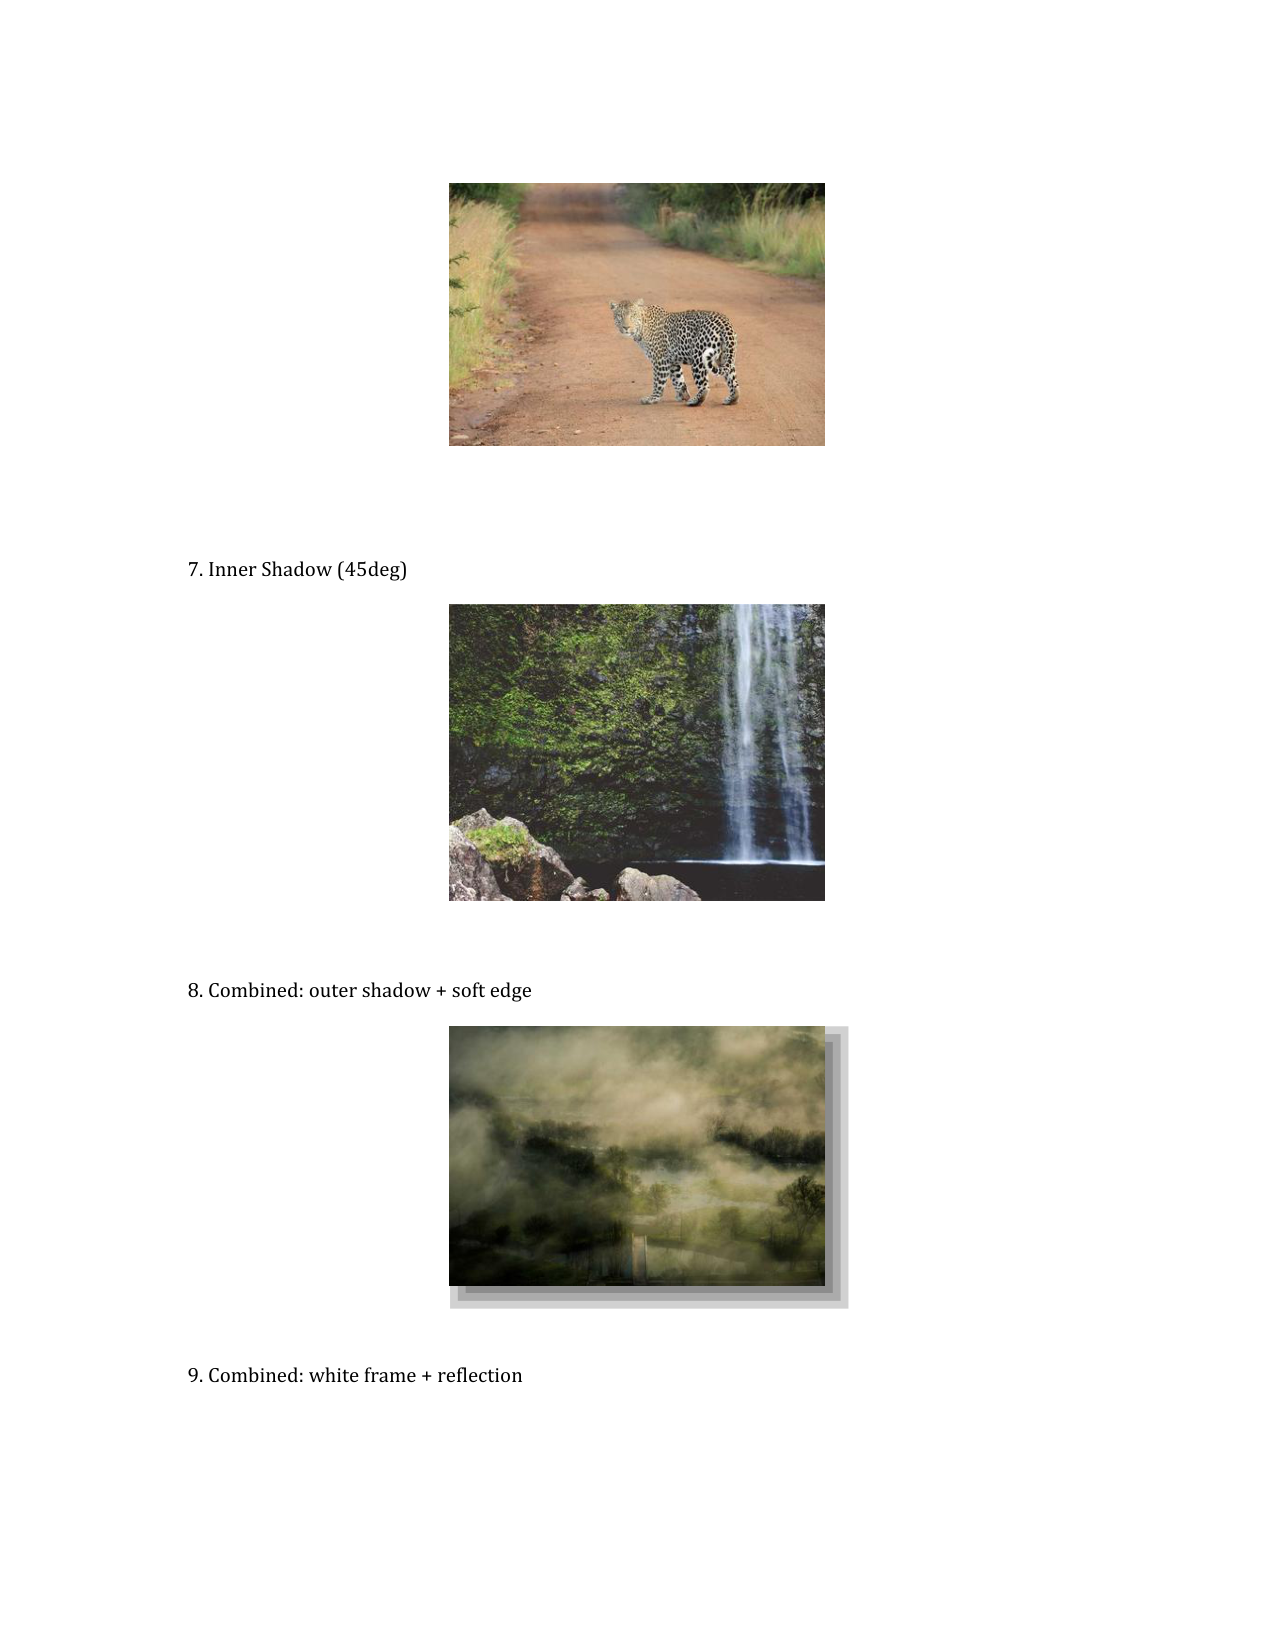 7. Inner Shadow (45deg)
8. Combined: outer shadow + soft edge
9. Combined: white frame + reflection